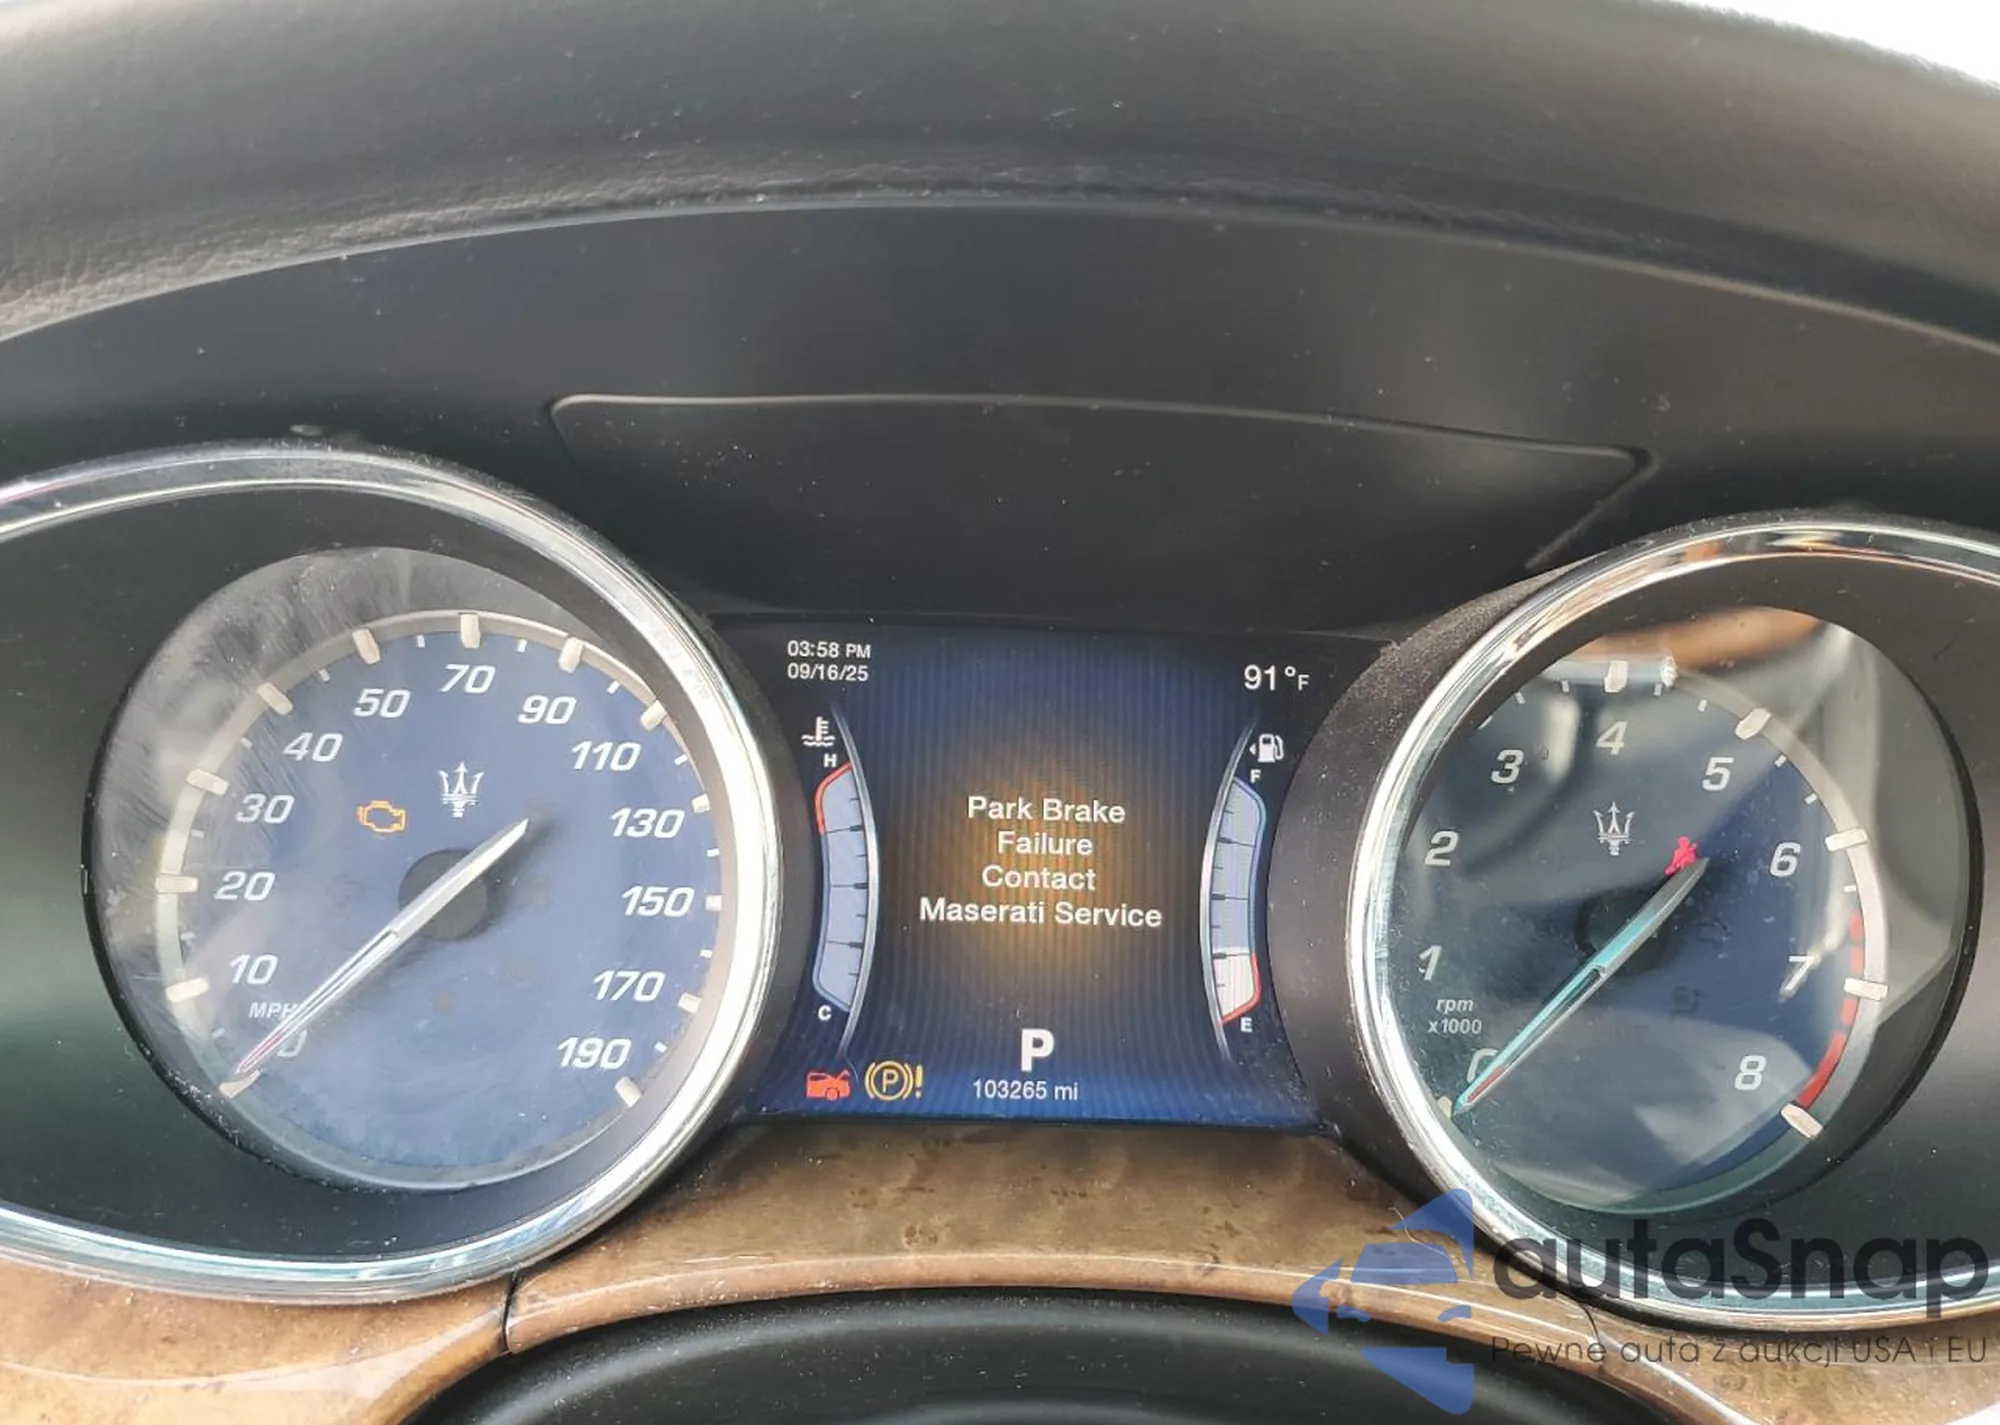 03:58 PM
09/16/25
91°F
H
C
F
E
Park Brake
Failure
Contact
Maserati Service
P
P!
103265 mi
0
10
20
30
40
50
70
90
110
130
150
170
190
MPH
0
1
2
3
4
5
6
7
8
rpm
x1000
autaSnap
Pewne auta z aukcji USA i EU